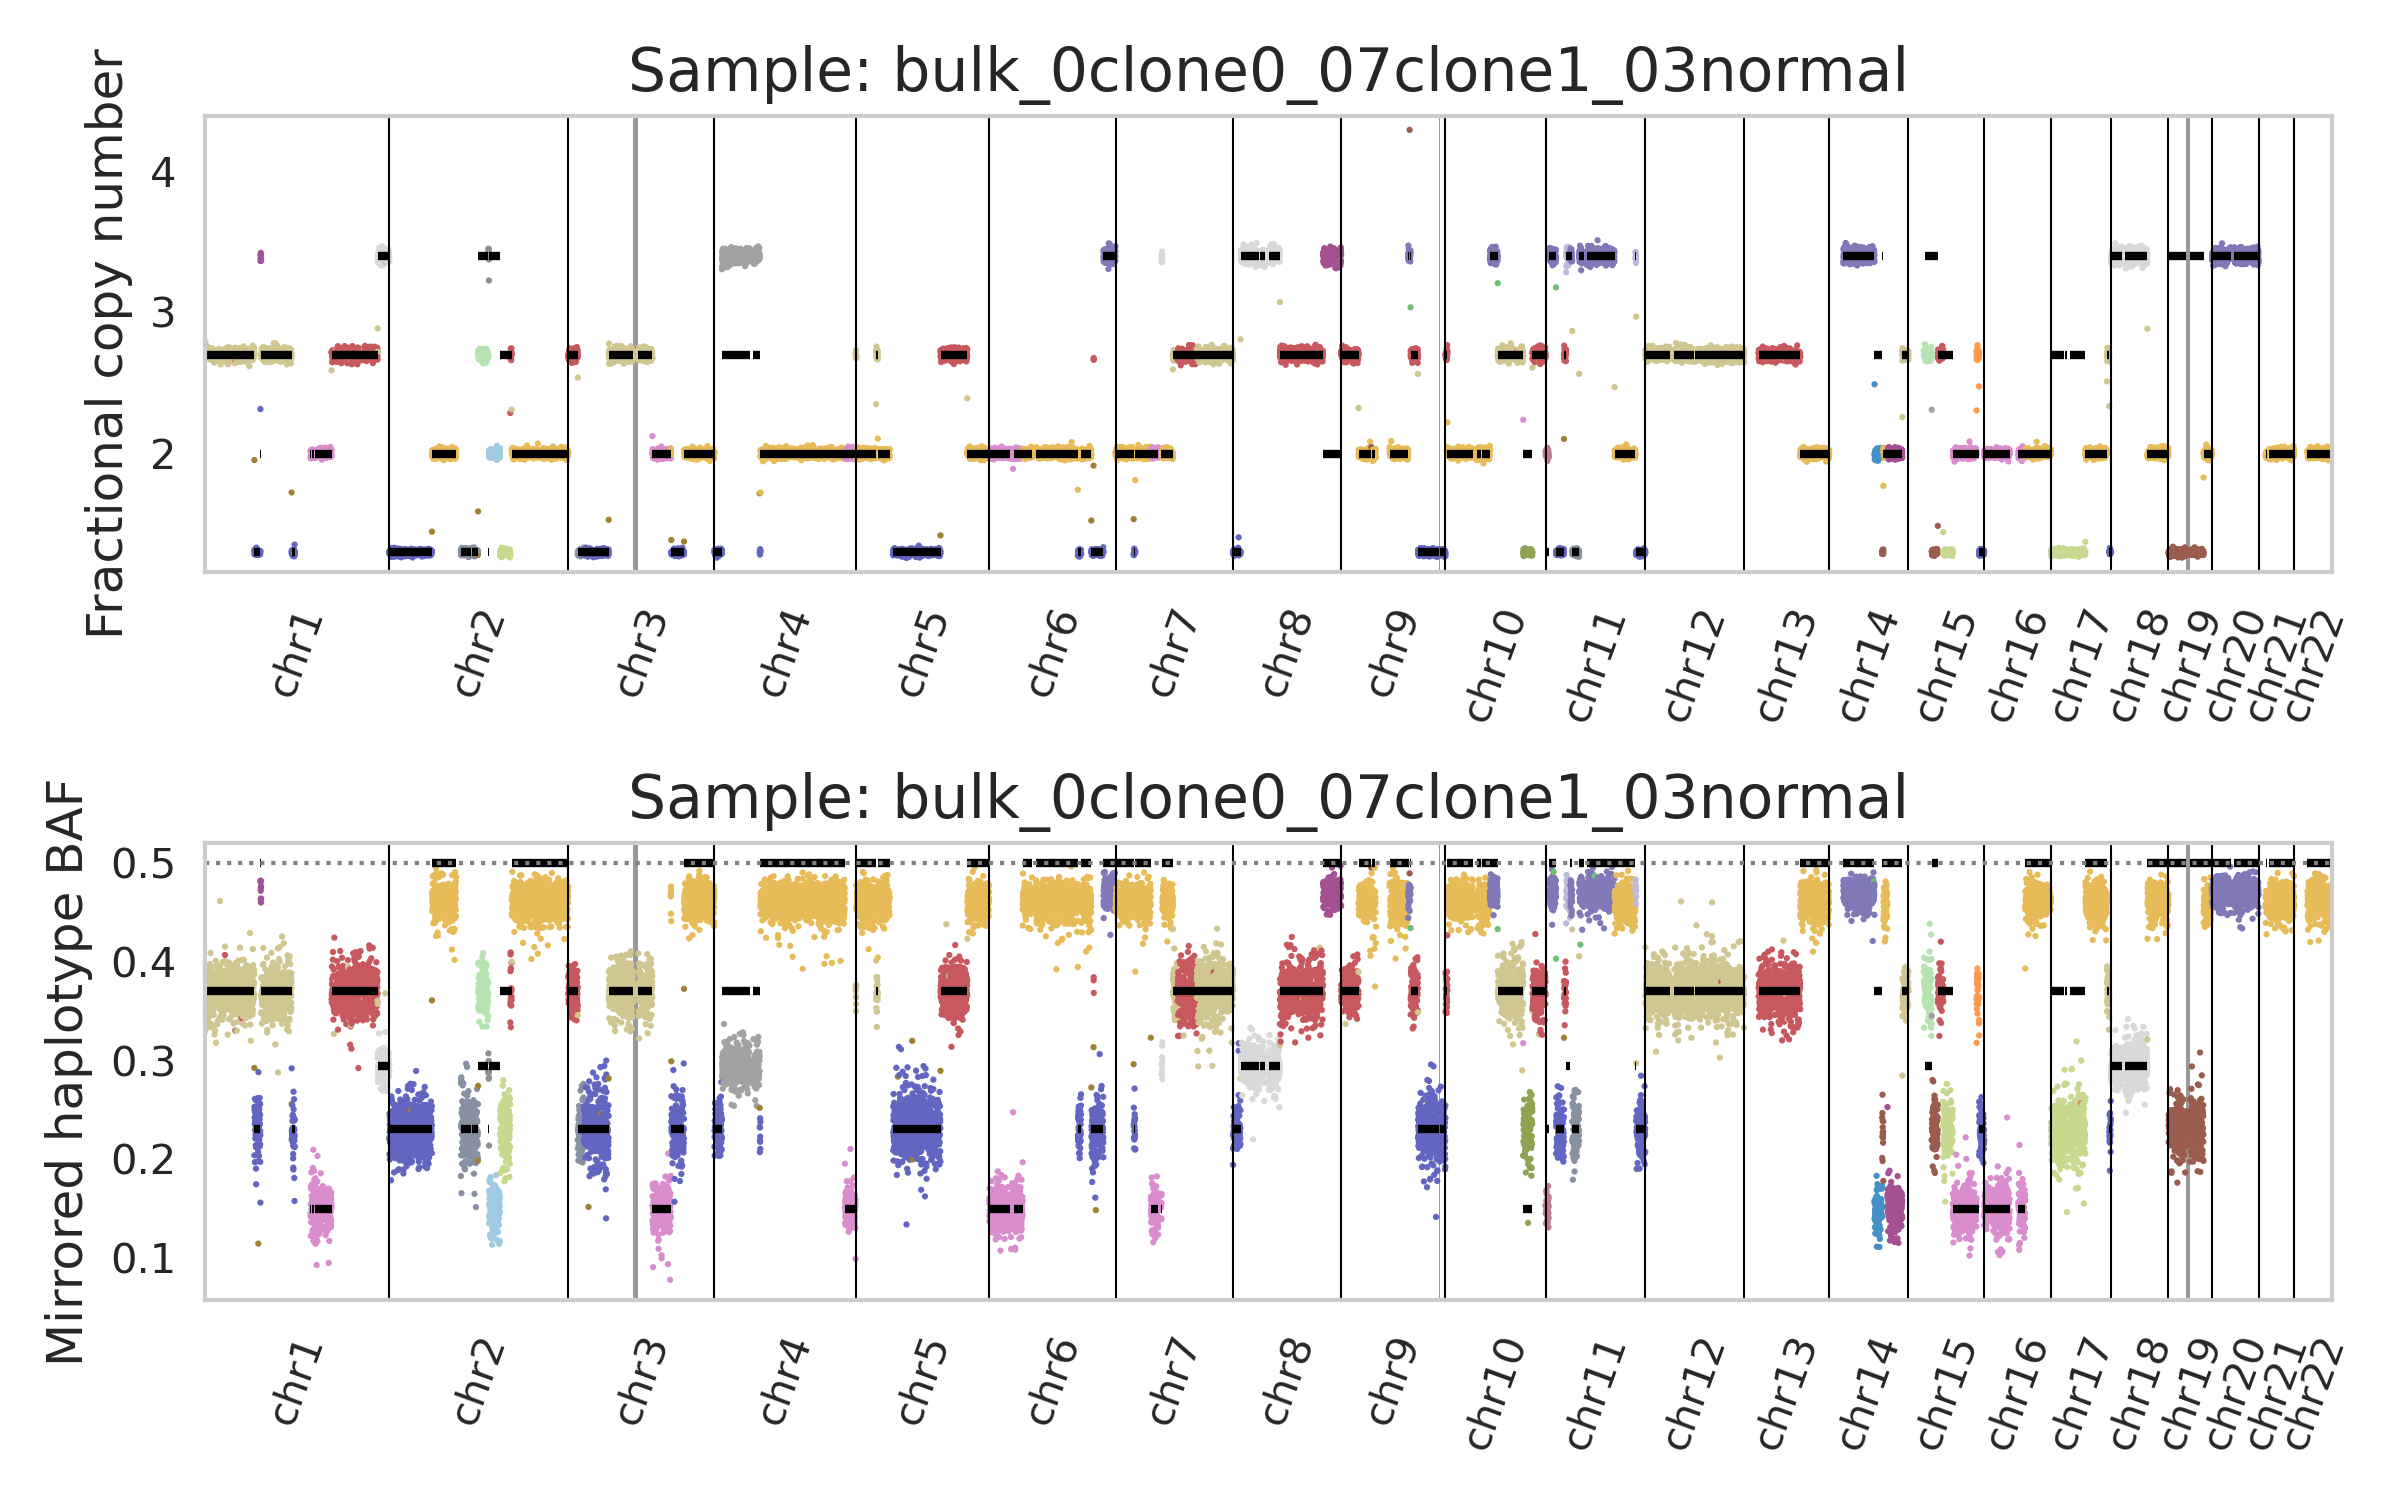 Sample: bulk_0clone0_07clone1_03normal
Fractional copy number
4
3
2
chr1 chr2 chr3 chr4 chr5 chr6 chr7 chr8 chr9 chr10 chr11 chr12 chr13 chr14 chr15 chr16 chr17 chr18 chr19 chr20 chr21 chr22
Sample: bulk_0clone0_07clone1_03normal
Mirrored haplotype BAF
0.5
0.4
0.3
0.2
0.1
chr1 chr2 chr3 chr4 chr5 chr6 chr7 chr8 chr9 chr10 chr11 chr12 chr13 chr14 chr15 chr16 chr17 chr18 chr19 chr20 chr21 chr22